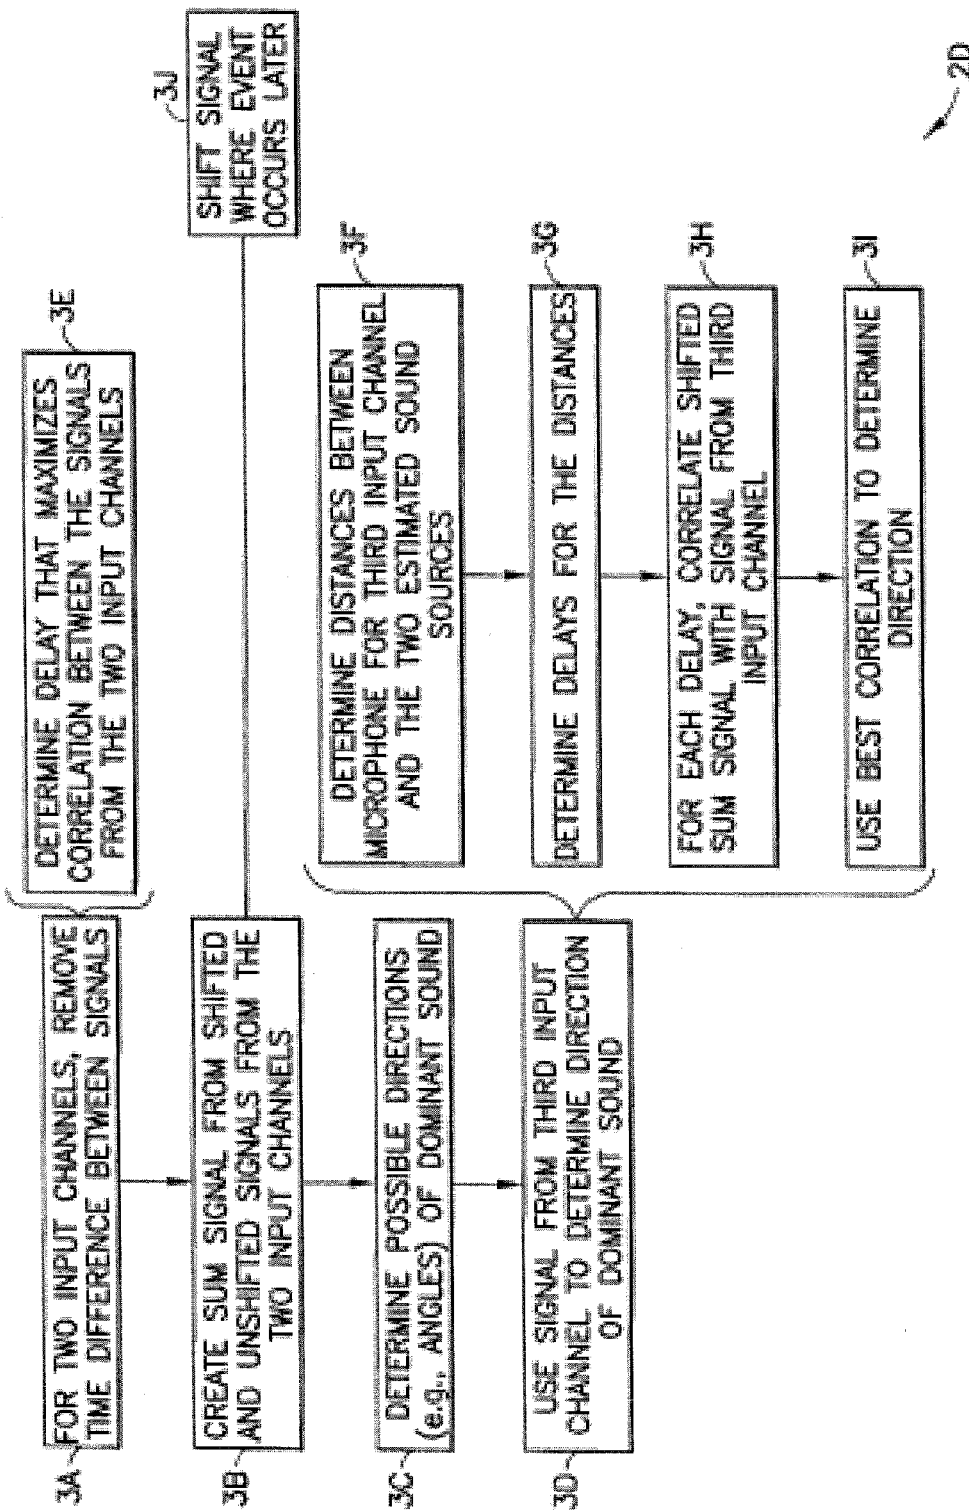 3A
FOR TWO INPUT CHANNELS, REMOVE
TIME DIFFERENCE BETWEEN SIGNALS
3E
DETERMINE DELAY THAT MAXIMIZES
CORRELATION BETWEEN THE SIGNALS
FROM THE TWO INPUT CHANNELS
3B
CREATE SUM SIGNAL FROM SHIFTED
AND UNSHIFTED SIGNALS FROM THE
TWO INPUT CHANNELS
3J
SHIFT SIGNAL
WHERE EVENT
OCCURS LATER
3C
DETERMINE POSSIBLE DIRECTIONS
(e.g., ANGLES) OF DOMINANT SOUND
3D
USE SIGNAL FROM THIRD INPUT
CHANNEL TO DETERMINE DIRECTION
OF DOMINANT SOUND
3F
DETERMINE DISTANCES BETWEEN
MICROPHONE FOR THIRD INPUT CHANNEL
AND THE TWO ESTIMATED SOUND
SOURCES
3G
DETERMINE DELAYS FOR THE DISTANCES
3H
FOR EACH DELAY, CORRELATE SHIFTED
SUM SIGNAL WITH SIGNAL FROM THIRD
INPUT CHANNEL
3I
USE BEST CORRELATION TO DETERMINE
DIRECTION
2D